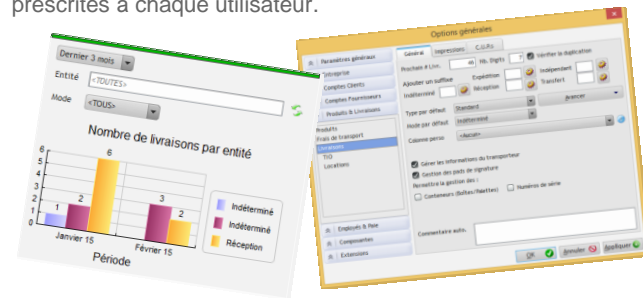 prescrites à chaque utilisateur.
Dernier 3 mois
Entité <TOUTES>
Mode <TOUS>
Nombre de livraisons par entité
6
5
4
3
2
1
0
1 2 6
3 2
Janvier 15 Février 15
Période
Indéterminé
Indéterminé
Réception
Options générales
Paramètres généraux
Entreprise
Comptes Clients
Comptes Fournisseurs
Produits & Livraisons
Produits
Frais de transport
Livraisons
TIO
Locations
Employés & Paie
Composantes
Extensions
Général Impressions C.U.P.s
Prochain # Livr. 46 Nb. Digits 7 Vérifier la duplication
Ajouter un suffixe
Indéterminé Expédition Indépendant
Réception Transfert
Type par défaut Standard Avancer
Mode par défaut Indéterminé
Colonne perso <Aucun>
Gérer les informations du transporteur
Gestion des pads de signature
Permettre la gestion des :
Conteneurs (Boîtes/Palettes) Numéros de série
Commentaire auto.
OK Annuler Appliquer